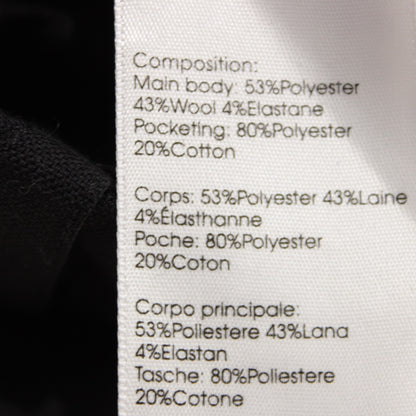 Composition:
Main body: 53%Polyester
43%Wool 4%Elastane
Pocketing: 80%Polyester
20%Cotton
Corps: 53%Polyester 43%Laine
4%Élasthanne
Poche: 80%Polyester
20%Coton
Corpo principale:
53%Poliestere 43%Lana
4%Elastan
Tasche: 80%Poliestere
20%Cotone